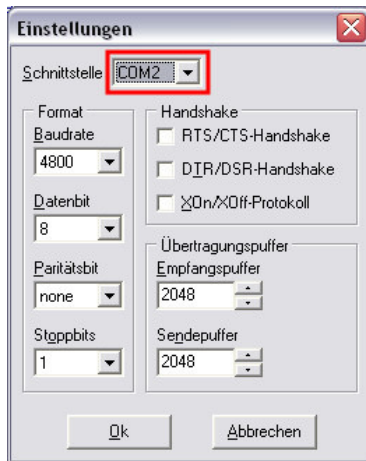 Einstellungen
Schnittstelle COM2
Format
Baudrate
4800
Datenbit
8
Paritätsbit
none
Stoppbits
1
Handshake
RTS/CTS-Handshake
DTR/DSR-Handshake
XOn/XOff-Protokoll
Übertragungspuffer
Empfangspuffer
2048
Sendepuffer
2048
Ok
Abbrechen